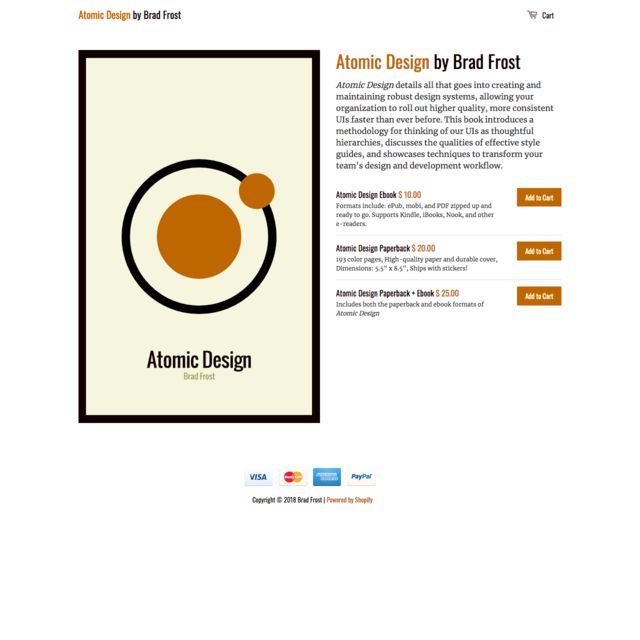 Atomic Design by Brad Frost
Cart
Atomic Design by Brad Frost
Atomic Design details all that goes into creating and
maintaining robust design systems, allowing your
organization to roll out higher quality, more consistent
UIs faster than ever before. This book introduces a
methodology for thinking of our UIs as thoughtful
hierarchies, discusses the qualities of effective style
guides, and showcases techniques to transform your
team's design and development workflow.
Atomic Design Ebook $ 10.00
Add to Cart
Formats include: ePub, mobi, and PDF zipped up and
ready to go. Supports Kindle, iBooks, Nook, and other
e-readers.
Atomic Design Paperback $ 20.00
Add to Cart
193 color pages, High-quality paper and durable cover,
Dimensions: 5.5" x 8.5", Ships with stickers!
Atomic Design Paperback + Ebook $ 25.00
Add to Cart
Includes both the paperback and ebook formats of
Atomic Design
Atomic Design
Brad Frost
VISA
MasterCard
AMERICAN EXPRESS
PayPal
Copyright © 2018 Brad Frost | Powered by Shopify